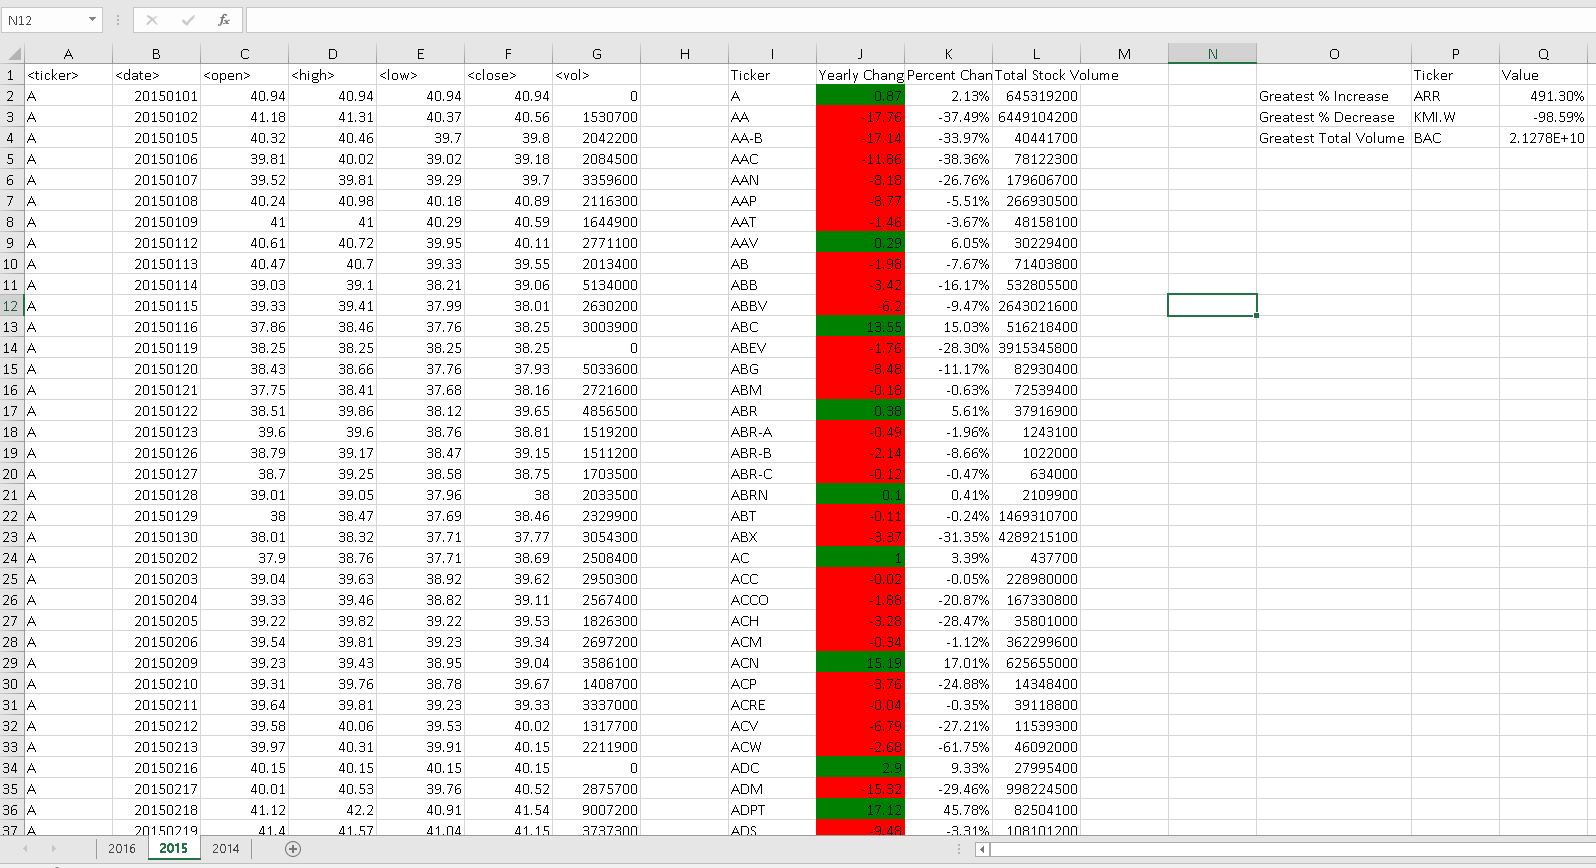 N12 fx
A B C D E F G H I J K L M N O P Q
1 <ticker> <date> <open> <high> <low> <close> <vol> Ticker Yearly Chang Percent Chan Total Stock Volume Ticker Value
2 A 20150101 40.94 40.94 40.94 40.94 0 A 0.87 2.13% 645319200 Greatest % Increase ARR 491.30%
3 A 20150102 41.18 41.31 40.37 40.56 1530700 AA -17.76 -37.49% 6449104200 Greatest % Decrease KMI.W -98.59%
4 A 20150105 40.32 40.46 39.7 39.8 2042200 AA-B -17.14 -33.97% 40441700 Greatest Total Volume BAC 2.1278E+10
5 A 20150106 39.81 40.02 39.02 39.18 2084500 AAC -11.86 -38.36% 78122300
6 A 20150107 39.52 39.81 39.29 39.7 3359600 AAN -8.18 -26.76% 179606700
7 A 20150108 40.24 40.98 40.18 40.89 2116300 AAP -8.77 -5.51% 266930500
8 A 20150109 41 41 40.29 40.59 1644900 AAT -1.46 -3.67% 48158100
9 A 20150112 40.61 40.72 39.95 40.11 2771100 AAV 0.29 6.05% 30229400
10 A 20150113 40.47 40.7 39.33 39.55 2013400 AB -1.98 -7.67% 71403800
11 A 20150114 39.03 39.1 38.21 39.06 5134000 ABB -3.42 -16.17% 532805500
12 A 20150115 39.33 39.41 37.99 38.01 2630200 ABBV -6.2 -9.47% 2643021600
13 A 20150116 37.86 38.46 37.76 38.25 3003900 ABC 13.55 15.03% 516218400
14 A 20150119 38.25 38.25 38.25 38.25 0 ABEV -1.76 -28.30% 3915345800
15 A 20150120 38.43 38.66 37.76 37.93 5033600 ABG -8.48 -11.17% 82930400
16 A 20150121 37.75 38.41 37.68 38.16 2721600 ABM -0.18 -0.63% 72539400
17 A 20150122 38.51 39.86 38.12 39.65 4856500 ABR 0.38 5.61% 37916900
18 A 20150123 39.6 39.6 38.76 38.81 1519200 ABR-A -0.49 -1.96% 1243100
19 A 20150126 38.79 39.17 38.47 39.15 1511200 ABR-B -2.14 -8.66% 1022000
20 A 20150127 38.7 39.25 38.58 38.75 1703500 ABR-C -0.12 -0.47% 634000
21 A 20150128 39.01 39.05 37.96 38 2033500 ABRN 0.1 0.41% 2109900
22 A 20150129 38 38.47 37.69 38.46 2329900 ABT -0.11 -0.24% 1469310700
23 A 20150130 38.01 38.32 37.71 37.77 3054300 ABX -3.37 -31.35% 4289215100
24 A 20150202 37.9 38.76 37.71 38.69 2508400 AC 1 3.39% 437700
25 A 20150203 39.04 39.63 38.92 39.62 2950300 ACC -0.02 -0.05% 228980000
26 A 20150204 39.33 39.46 38.82 39.11 2567400 ACCO -1.88 -20.87% 167330800
27 A 20150205 39.22 39.82 39.22 39.53 1826300 ACH -3.28 -28.47% 35801000
28 A 20150206 39.54 39.81 39.23 39.34 2697200 ACM -0.34 -1.12% 362299600
29 A 20150209 39.23 39.43 38.95 39.04 3586100 ACN 15.19 17.01% 625655000
30 A 20150210 39.31 39.76 38.78 39.67 1408700 ACP -3.76 -24.88% 14348400
31 A 20150211 39.64 39.81 39.23 39.33 3337000 ACRE -0.04 -0.35% 39118800
32 A 20150212 39.58 40.06 39.53 40.02 1317700 ACV -6.79 -27.21% 11539300
33 A 20150213 39.97 40.31 39.91 40.15 2211900 ACW -2.68 -61.75% 46092000
34 A 20150216 40.15 40.15 40.15 40.15 0 ADC 2.9 9.33% 27995400
35 A 20150217 40.01 40.53 39.76 40.52 2875700 ADM -15.32 -29.46% 998224500
36 A 20150218 41.12 42.2 40.91 41.54 9007200 ADPT 17.12 45.78% 82504100
37 A 20150219 41.4 41.57 41.04 41.15 3737300 ADS -9.48 -3.31% 108101200
2016 2015 2014